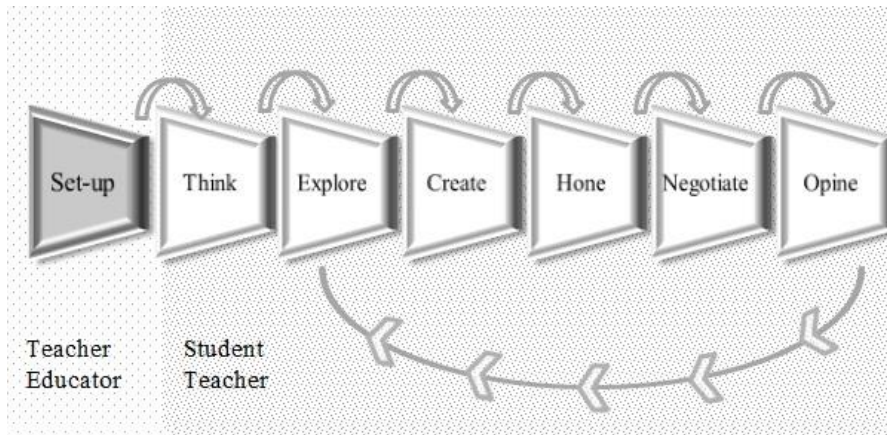 Set-up
Think
Explore
Create
Hone
Negotiate
Opine
Teacher
Educator
Student
Teacher